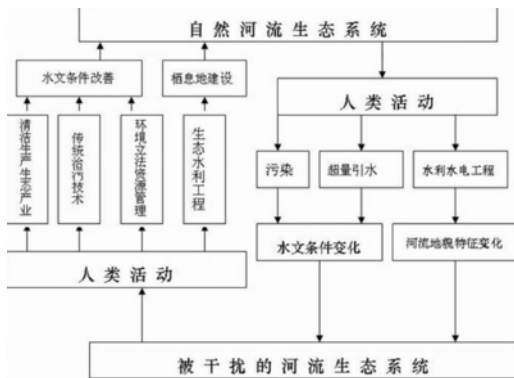 自然河流生态系统
水文条件改善
栖息地建设
人类活动
清洁生产生态产业
传统治污技术
环境立法资源管理
生态水利工程
污染
超量引水
水利水电工程
水文条件变化
河流地貌特征变化
人类活动
被干扰的河流生态系统